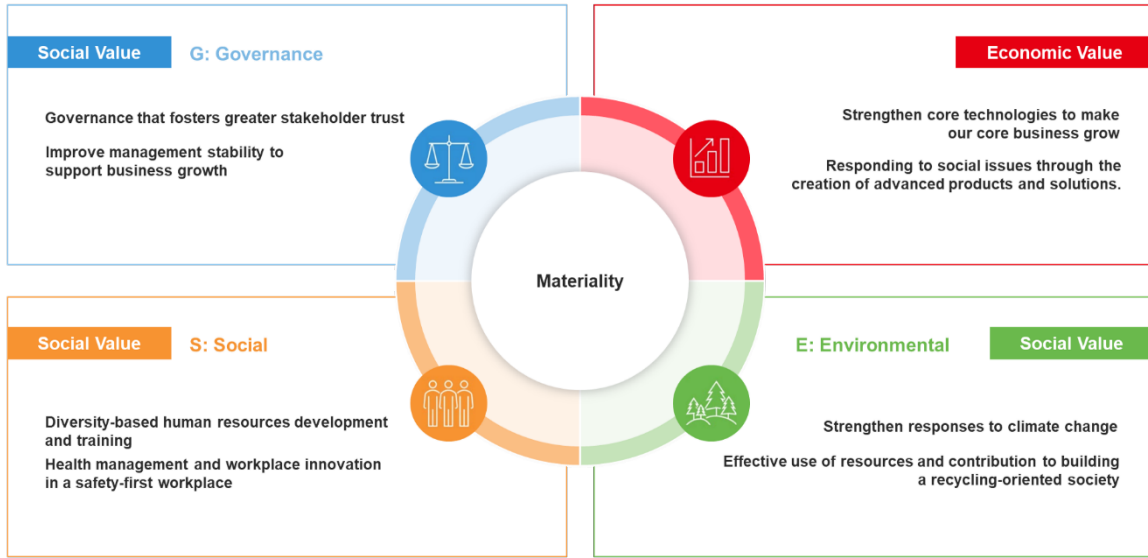 Social Value
G: Governance
Governance that fosters greater stakeholder trust
Improve management stability to
support business growth
Economic Value
Strengthen core technologies to make
our core business grow
Responding to social issues through the
creation of advanced products and solutions.
Materiality
Social Value
S: Social
Diversity-based human resources development
and training
Health management and workplace innovation
in a safety-first workplace
E: Environmental
Social Value
Strengthen responses to climate change
Effective use of resources and contribution to building
a recycling-oriented society